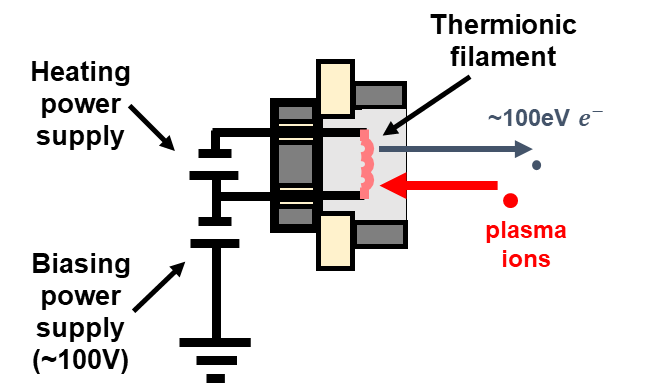 Thermionic
filament
Heating
power
supply
~100eV e⁻
plasma
ions
Biasing
power
supply
(~100V)